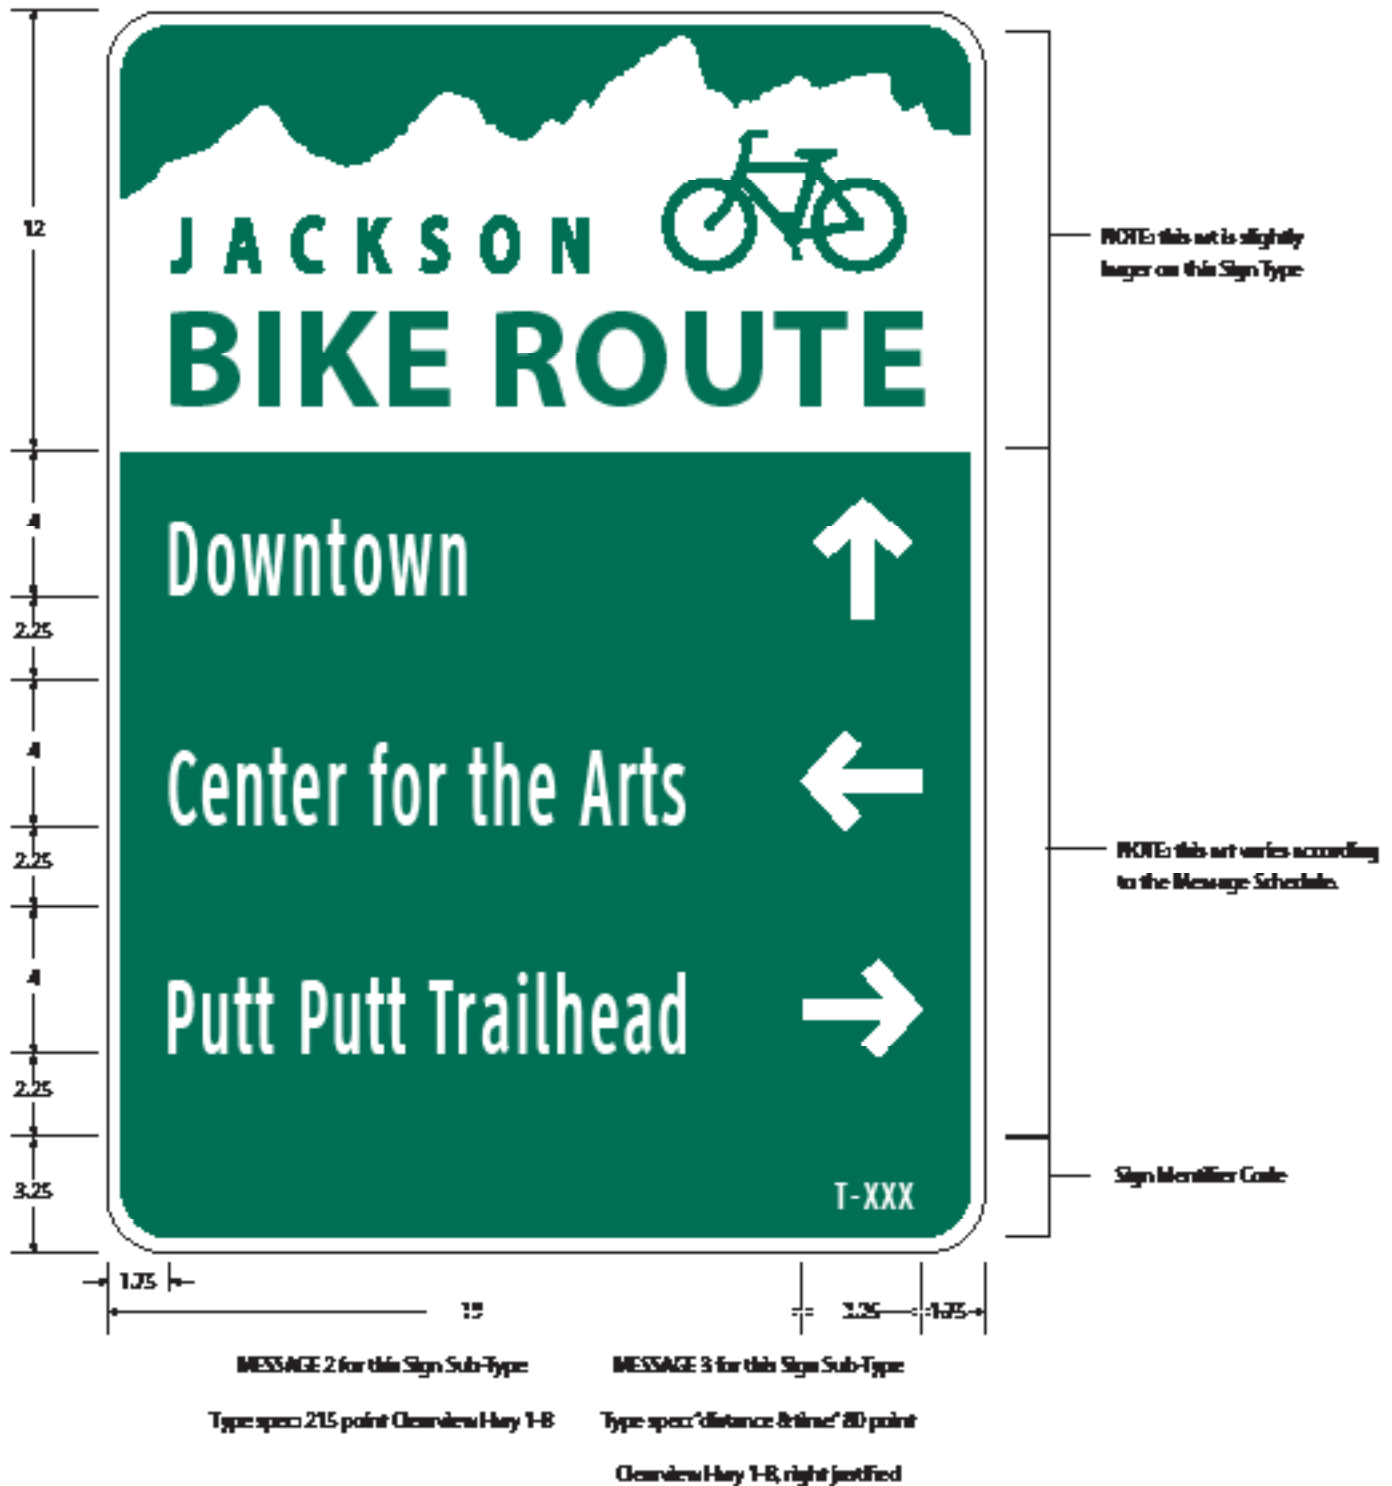 12
NOTE: this art is slightly
larger on this Sign Type
JACKSON
BIKE ROUTE
4
Downtown
2.25
4
Center for the Arts
2.25
NOTE: this art varies according
to the Message Schedule.
4
Putt Putt Trailhead
2.25
3.25
T-XXX
Sign Identifier Code
1.75
19
3.25
1.75
MESSAGE 2 for this Sign Sub-Type
MESSAGE 3 for this Sign Sub-Type
Type spec: 215 point Clearview Hwy 1-B
Type spec: "distance & time" 80 point
Clearview Hwy 1-B, right justified